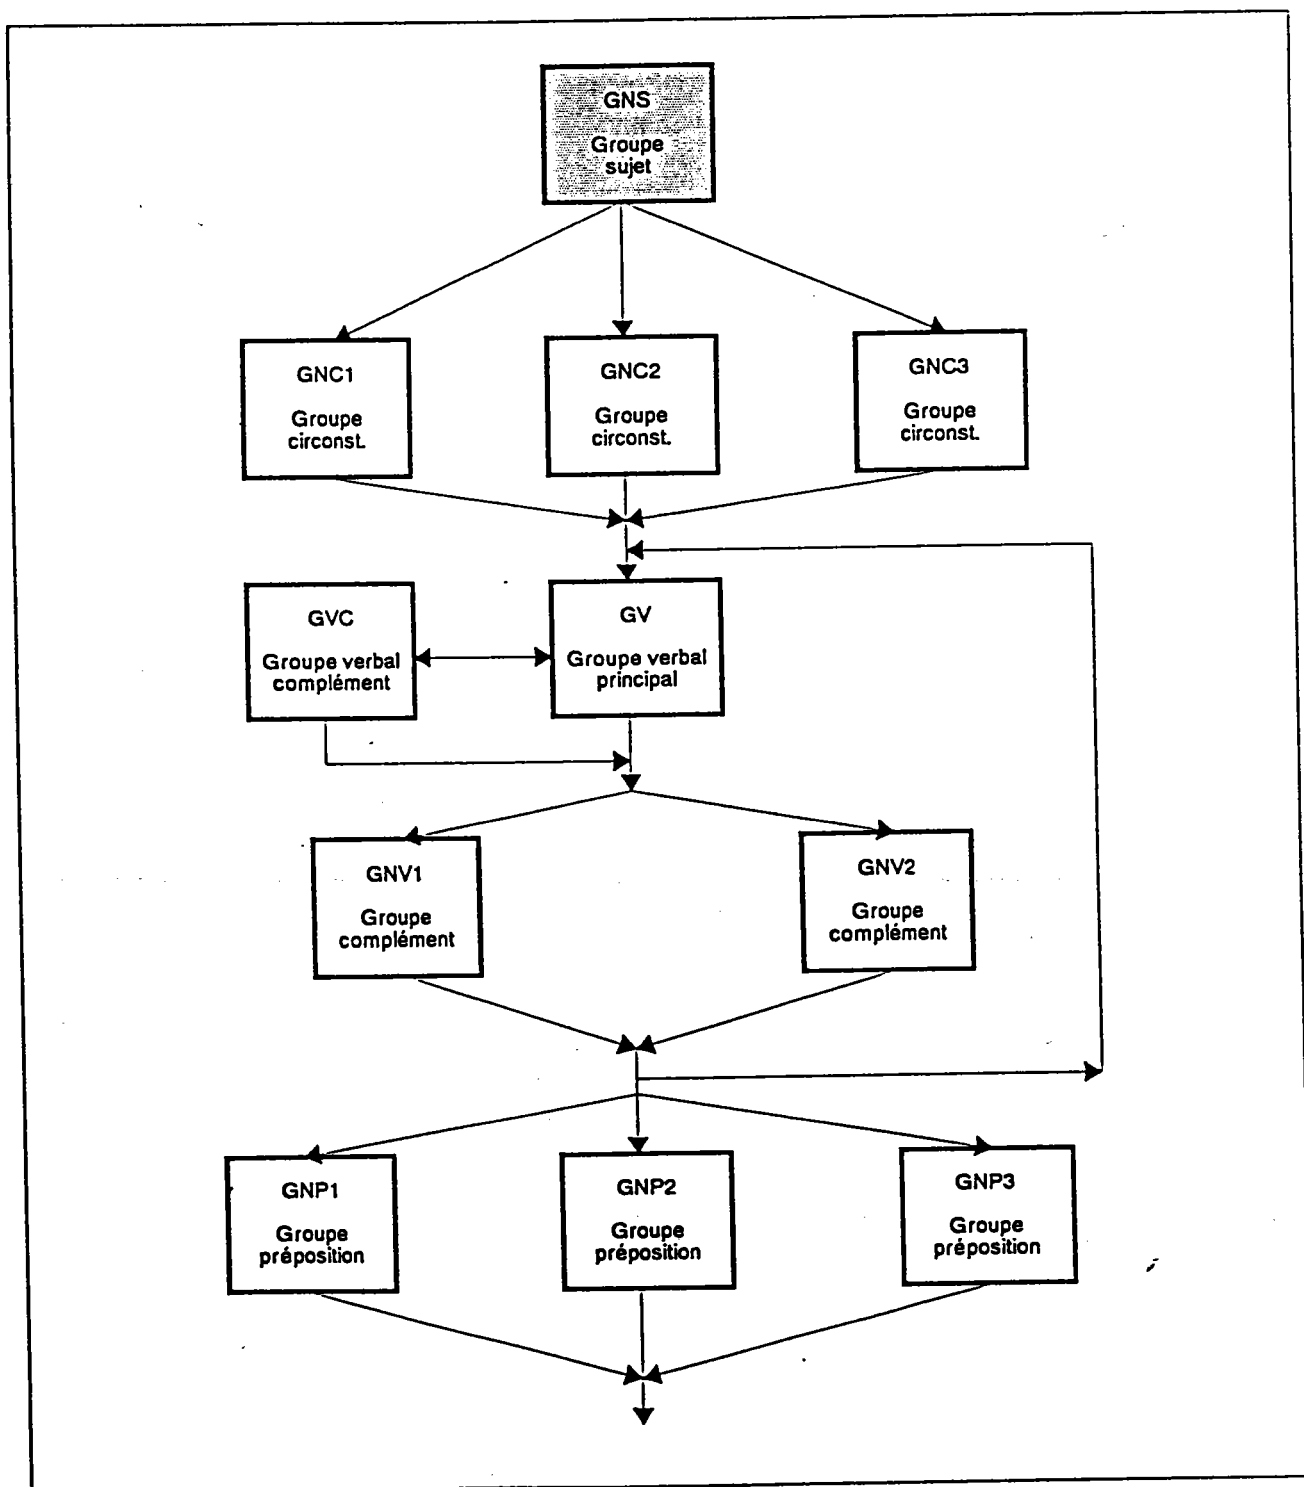 GNS
Groupe
sujet
GNC1
Groupe
circonst.
GNC2
Groupe
circonst.
GNC3
Groupe
circonst.
GVC
Groupe verbal
complément
GV
Groupe verbal
principal
GNV1
Groupe
complément
GNV2
Groupe
complément
GNP1
Groupe
préposition
GNP2
Groupe
préposition
GNP3
Groupe
préposition